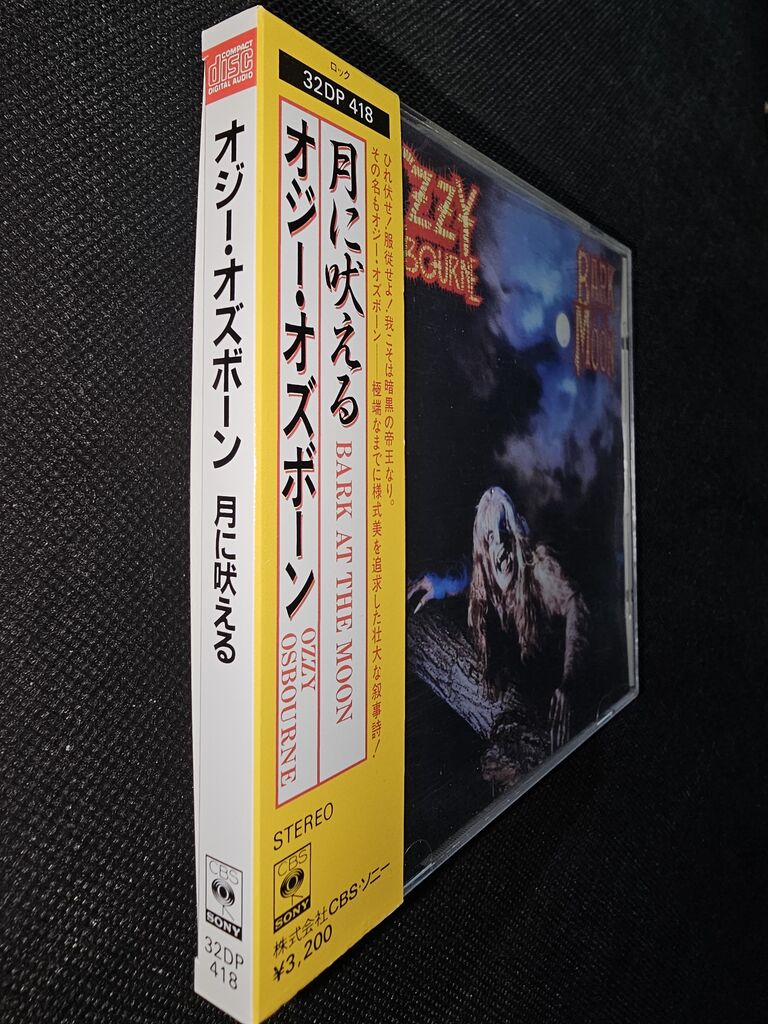 COMPACT
disc
DIGITAL AUDIO
オジー・オズボーン 月に吠える
CBS
SONY
32DP
418
ロック
32DP 418
ひれ伏せ!服従せよ!我こそは暗黒の帝王なり。
その名もオジー・オズボーン──極端なまでに様式美を追求した壮大な叙事詩!
月に吠える BARK AT THE MOON
オジー・オズボーン OZZY
OSBOURNE
STEREO
CBS
SONY
株式会社CBS・ソニー
¥3,200
BARK
MOON